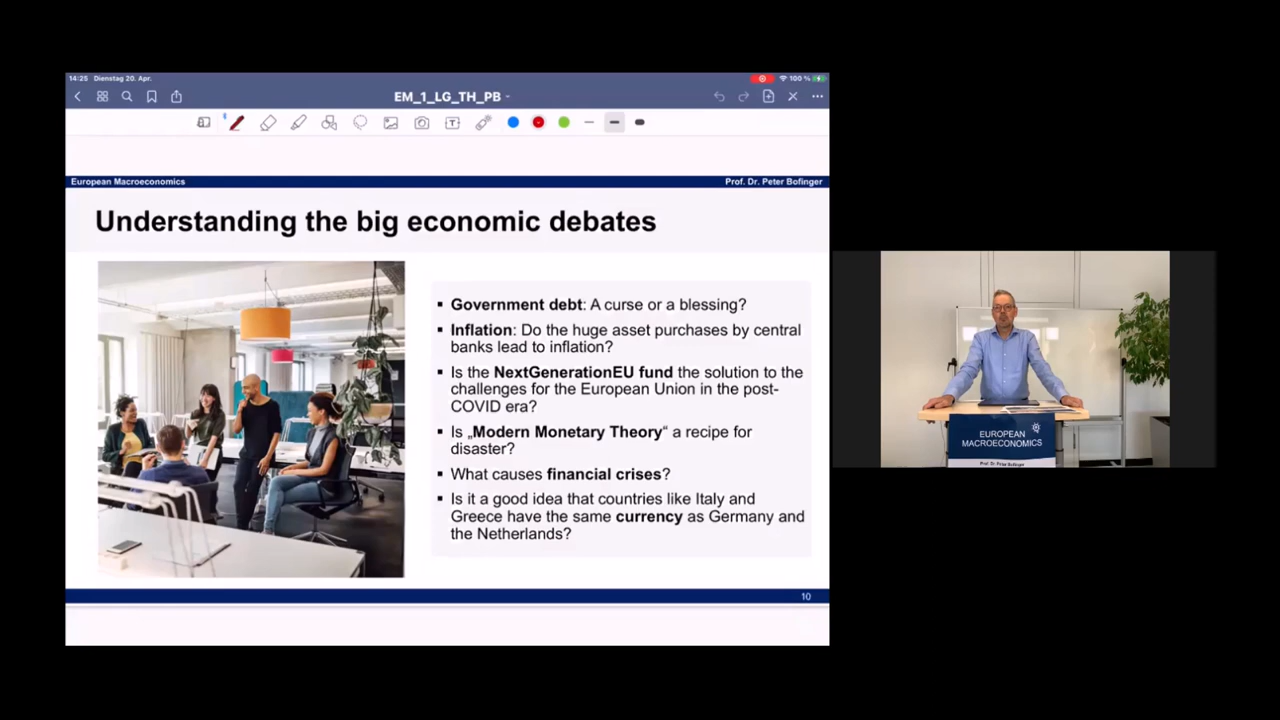 14:25 Dienstag 20. Apr.
100 %
EM_1_LG_TH_PB
T
European Macroeconomics
Prof. Dr. Peter Bofinger
Understanding the big economic debates
▪ Government debt: A curse or a blessing?
▪ Inflation: Do the huge asset purchases by central
banks lead to inflation?
▪ Is the NextGenerationEU fund the solution to the
challenges for the European Union in the post-
COVID era?
▪ Is „Modern Monetary Theory“ a recipe for
disaster?
▪ What causes financial crises?
▪ Is it a good idea that countries like Italy and
Greece have the same currency as Germany and
the Netherlands?
10
EUROPEAN
MACROECONOMICS
Prof. Dr. Peter Bofinger